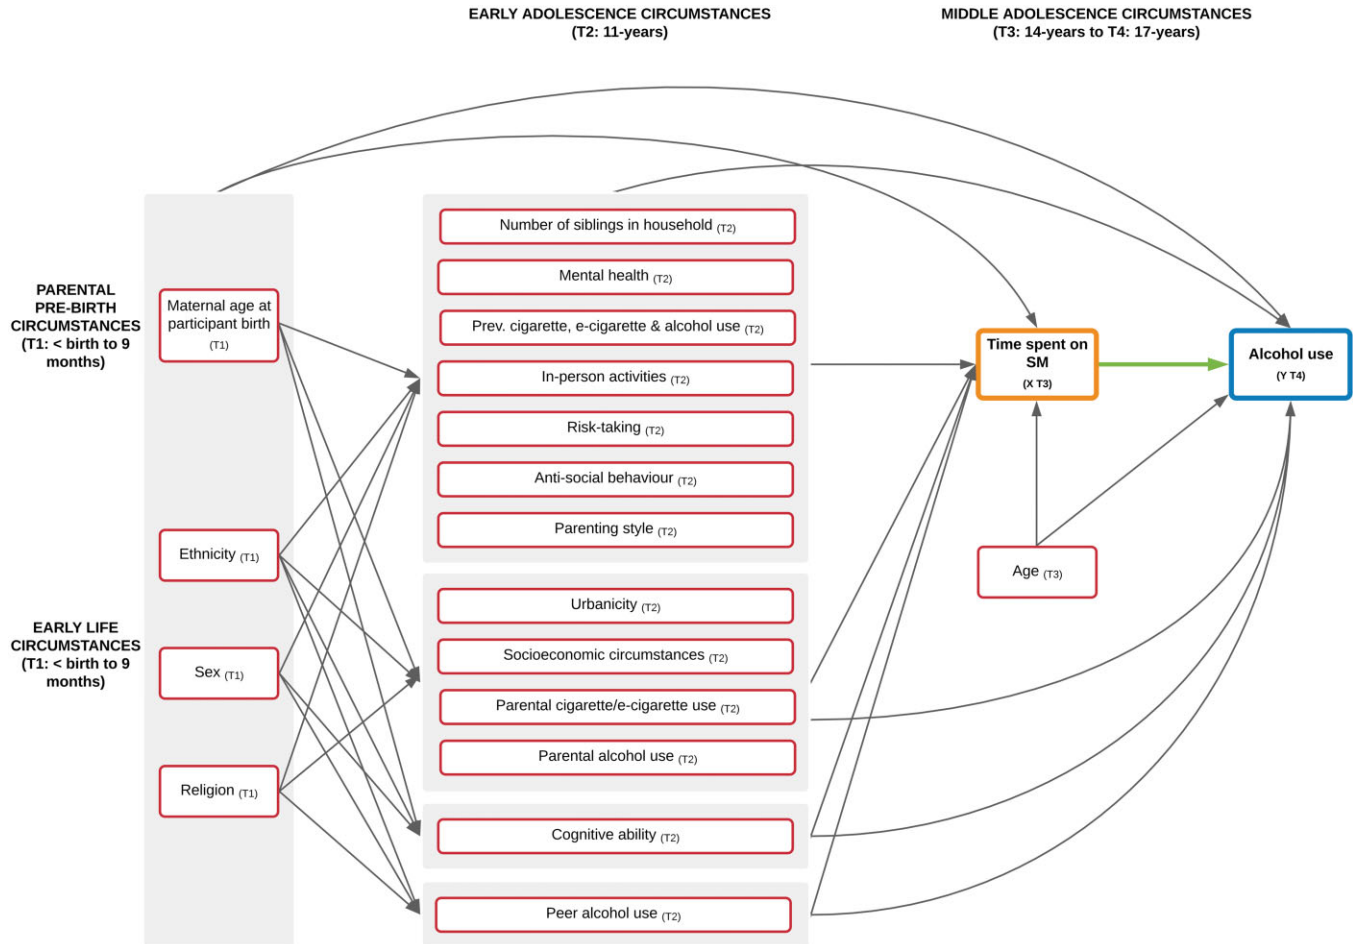 EARLY ADOLESCENCE CIRCUMSTANCES
(T2: 11-years)
MIDDLE ADOLESCENCE CIRCUMSTANCES
(T3: 14-years to T4: 17-years)
PARENTAL
PRE-BIRTH
CIRCUMSTANCES
(T1: < birth to 9
months)
EARLY LIFE
CIRCUMSTANCES
(T1: < birth to 9
months)
Maternal age at
participant birth
(T1)
Ethnicity (T1)
Sex (T1)
Religion (T1)
Number of siblings in household (T2)
Mental health (T2)
Prev. cigarette, e-cigarette & alcohol use (T2)
In-person activities (T2)
Risk-taking (T2)
Anti-social behaviour (T2)
Parenting style (T2)
Urbanicity (T2)
Socioeconomic circumstances (T2)
Parental cigarette/e-cigarette use (T2)
Parental alcohol use (T2)
Cognitive ability (T2)
Peer alcohol use (T2)
Time spent on
SM
(X T3)
Age (T3)
Alcohol use
(Y T4)